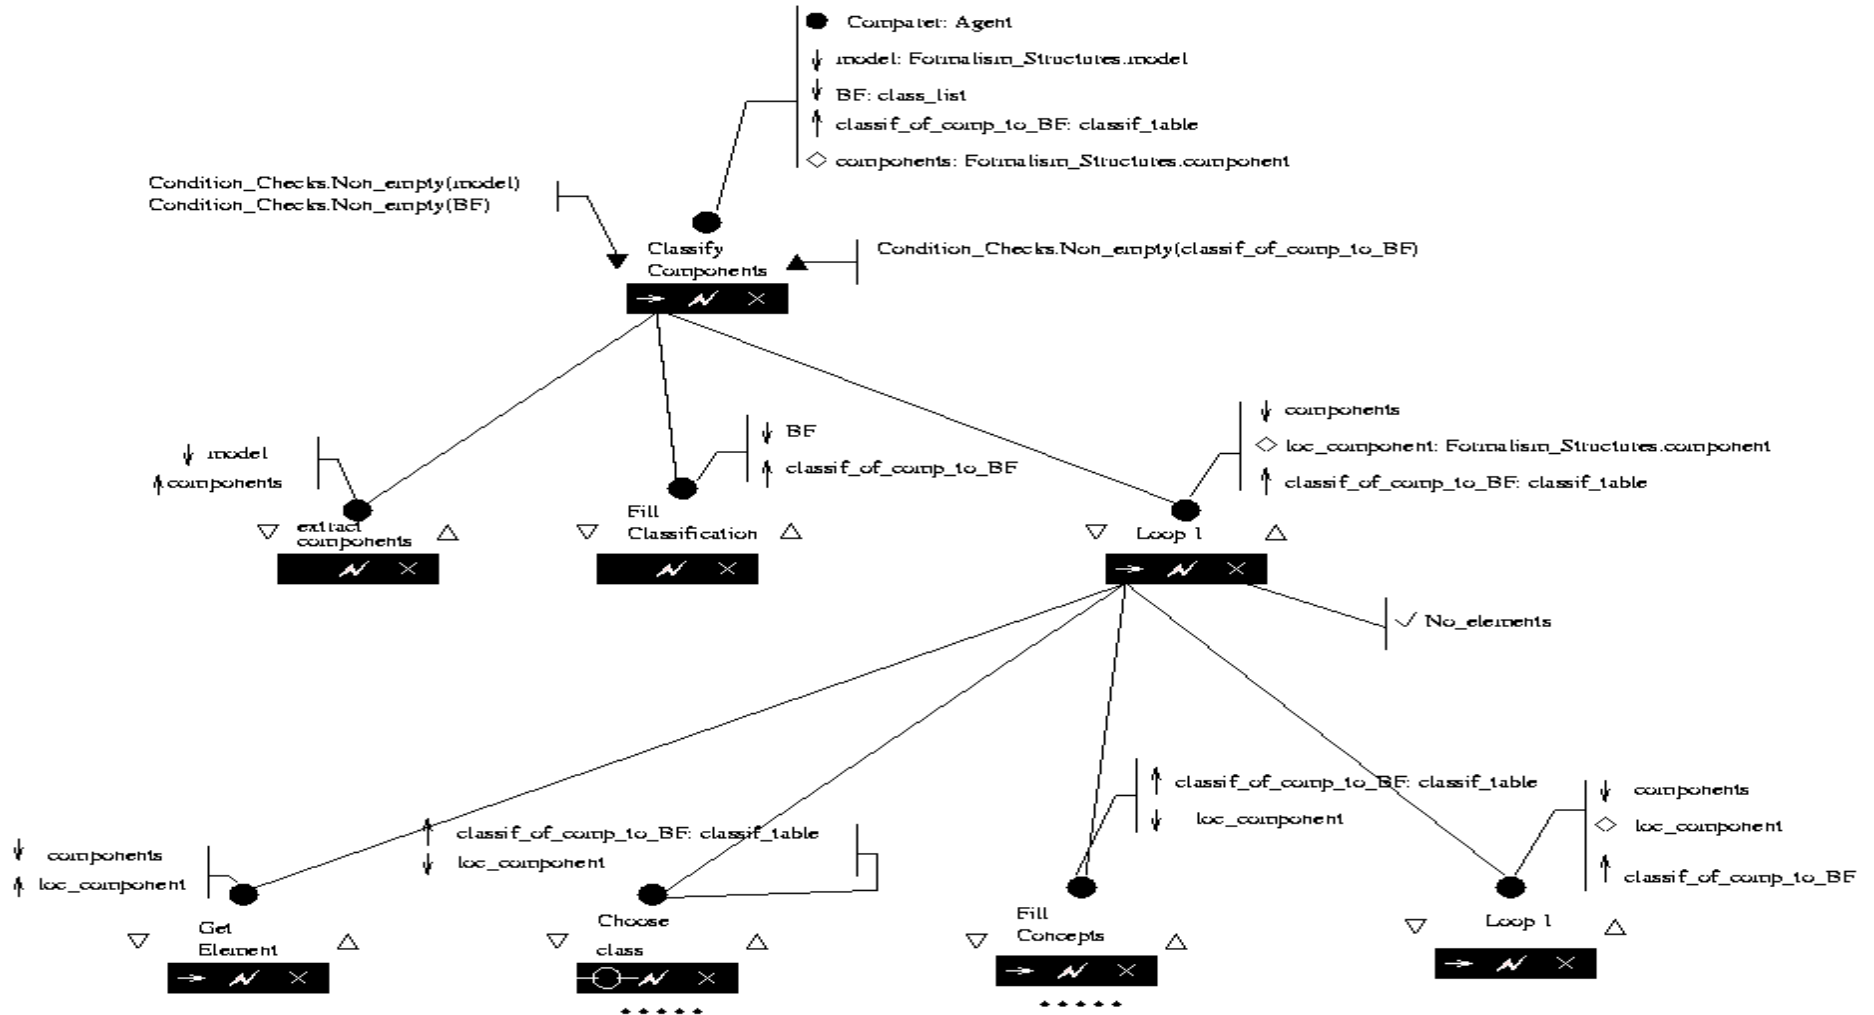 Comparer: Agent
model: Formalism_Structures.model
BF: class_list
classif_of_comp_to_BF: classif_table
components: Formalism_Structures.component
Condition_Checks.Non_empty(model)
Condition_Checks.Non_empty(BF)
Classify
Components
Condition_Checks.Non_empty(classif_of_comp_to_BF)
model
components
extract
components
BF
classif_of_comp_to_BF
Fill
Classification
components
loc_component: Formalism_Structures.component
classif_of_comp_to_BF: classif_table
Loop 1
No_elements
components
loc_component
Get
Element
classif_of_comp_to_BF: classif_table
loc_component
Choose
class
classif_of_comp_to_BF: classif_table
loc_component
Fill
Concepts
components
loc_component
classif_of_comp_to_BF
Loop 1